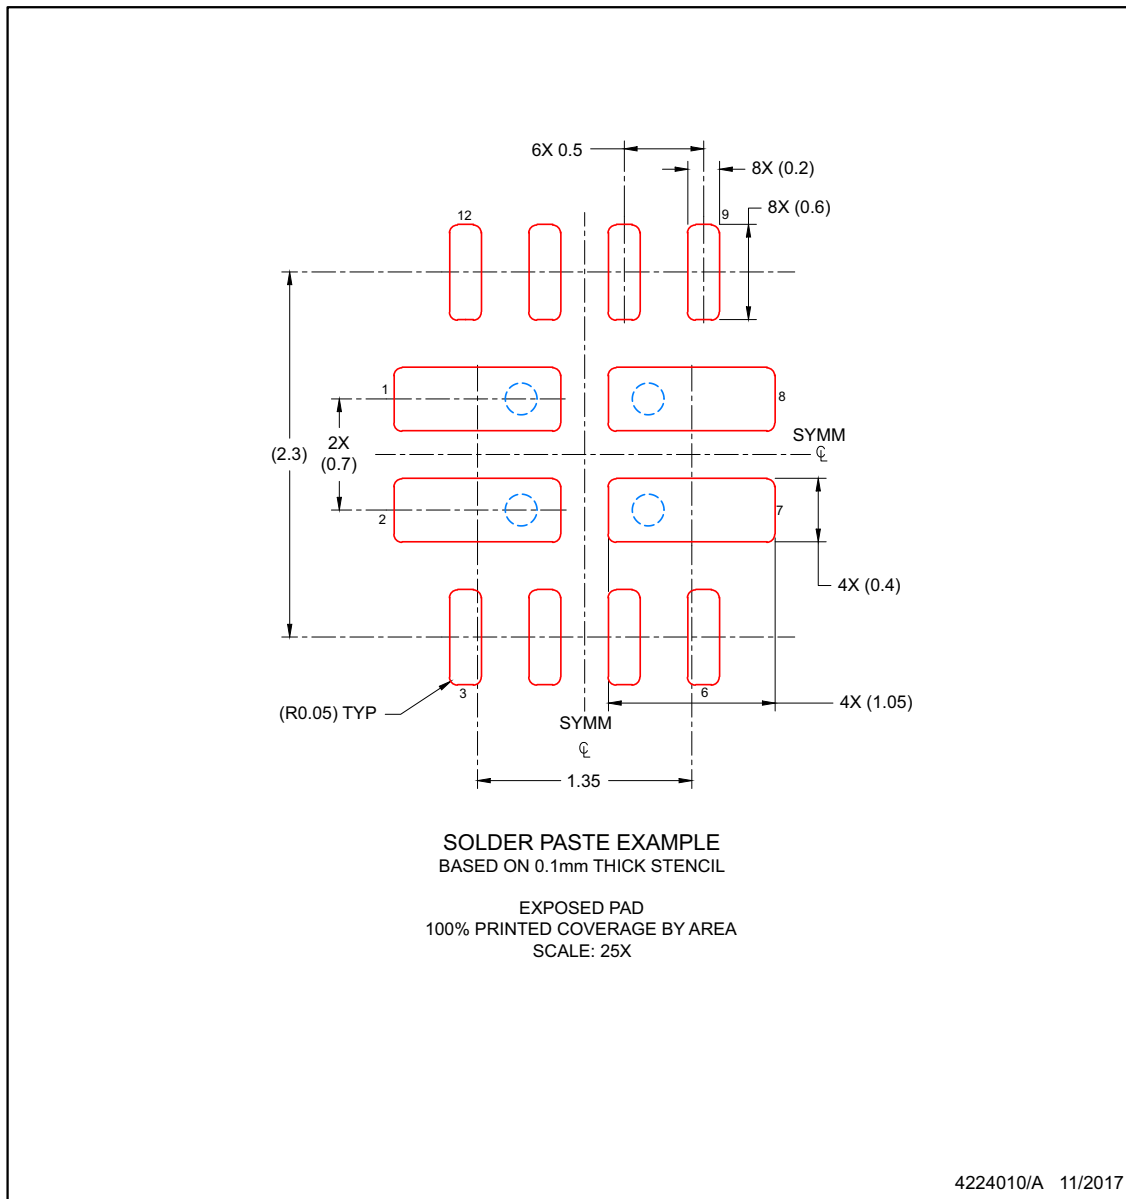 6X 0.5
8X (0.2)
8X (0.6)
12
9
1
8
SYMM
℄
(2.3)
2X
(0.7)
2
7
4X (0.4)
3
6
(R0.05) TYP
4X (1.05)
SYMM
℄
1.35
SOLDER PASTE EXAMPLE
BASED ON 0.1mm THICK STENCIL
EXPOSED PAD
100% PRINTED COVERAGE BY AREA
SCALE: 25X
4224010/A 11/2017